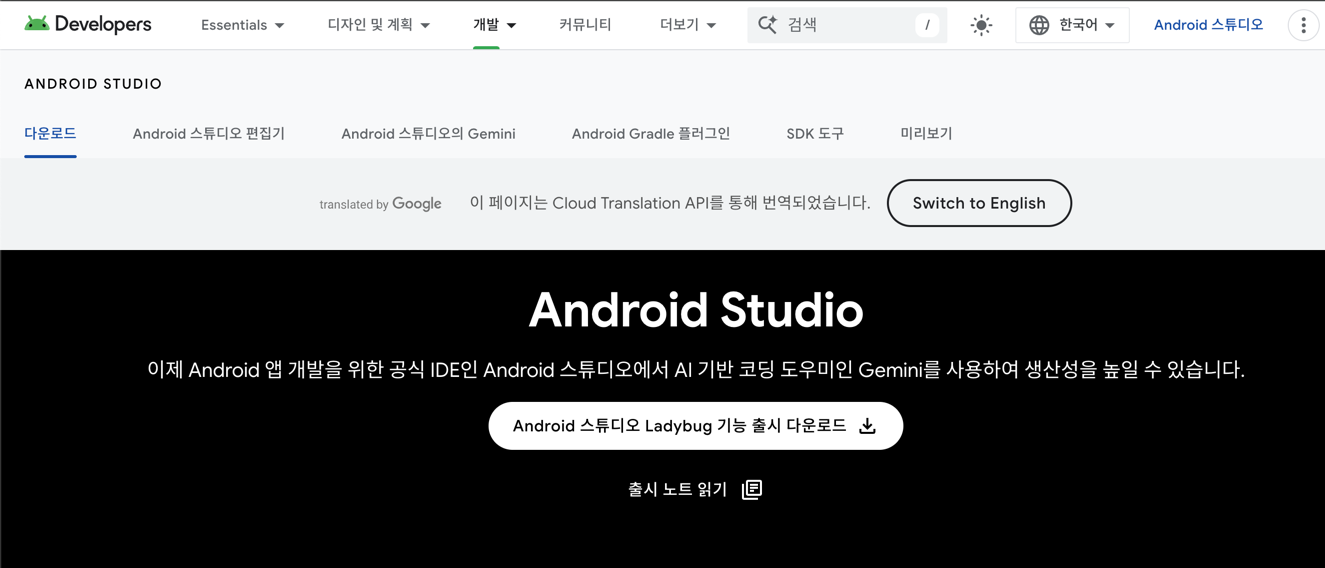 Developers Essentials 디자인 및 계획 개발 커뮤니티 더보기 검색 / 한국어 Android 스튜디오
ANDROID STUDIO
다운로드 Android 스튜디오 편집기 Android 스튜디오의 Gemini Android Gradle 플러그인 SDK 도구 미리보기
translated by Google 이 페이지는 Cloud Translation API를 통해 번역되었습니다. Switch to English
Android Studio
이제 Android 앱 개발을 위한 공식 IDE인 Android 스튜디오에서 AI 기반 코딩 도우미인 Gemini를 사용하여 생산성을 높일 수 있습니다.
Android 스튜디오 Ladybug 기능 출시 다운로드
출시 노트 읽기